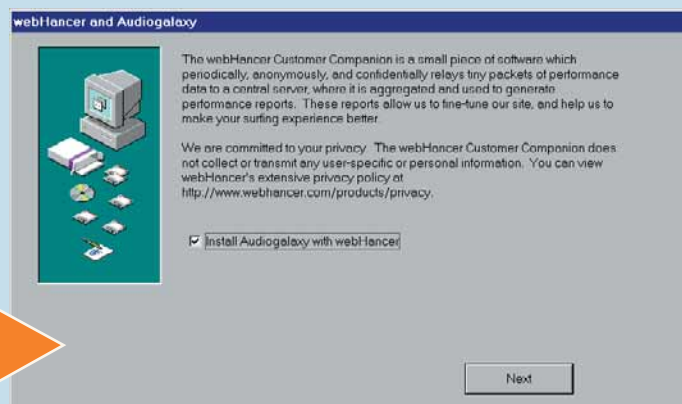 webHancer and Audiogalaxy
The webHancer Customer Companion is a small piece of software which
periodically, anonymously, and confidentially relays tiny packets of performance
data to a central server, where it is aggregated and used to generate
performance reports. These reports allow us to fine-tune our site, and help us to
make your surfing experience better.
We are committed to your privacy. The webHancer Customer Companion does
not collect or transmit any user-specific or personal information. You can view
webHancer's extensive privacy policy at
http://www.webhancer.com/products/privacy.
Install Audiogalaxy with webHancer
Next